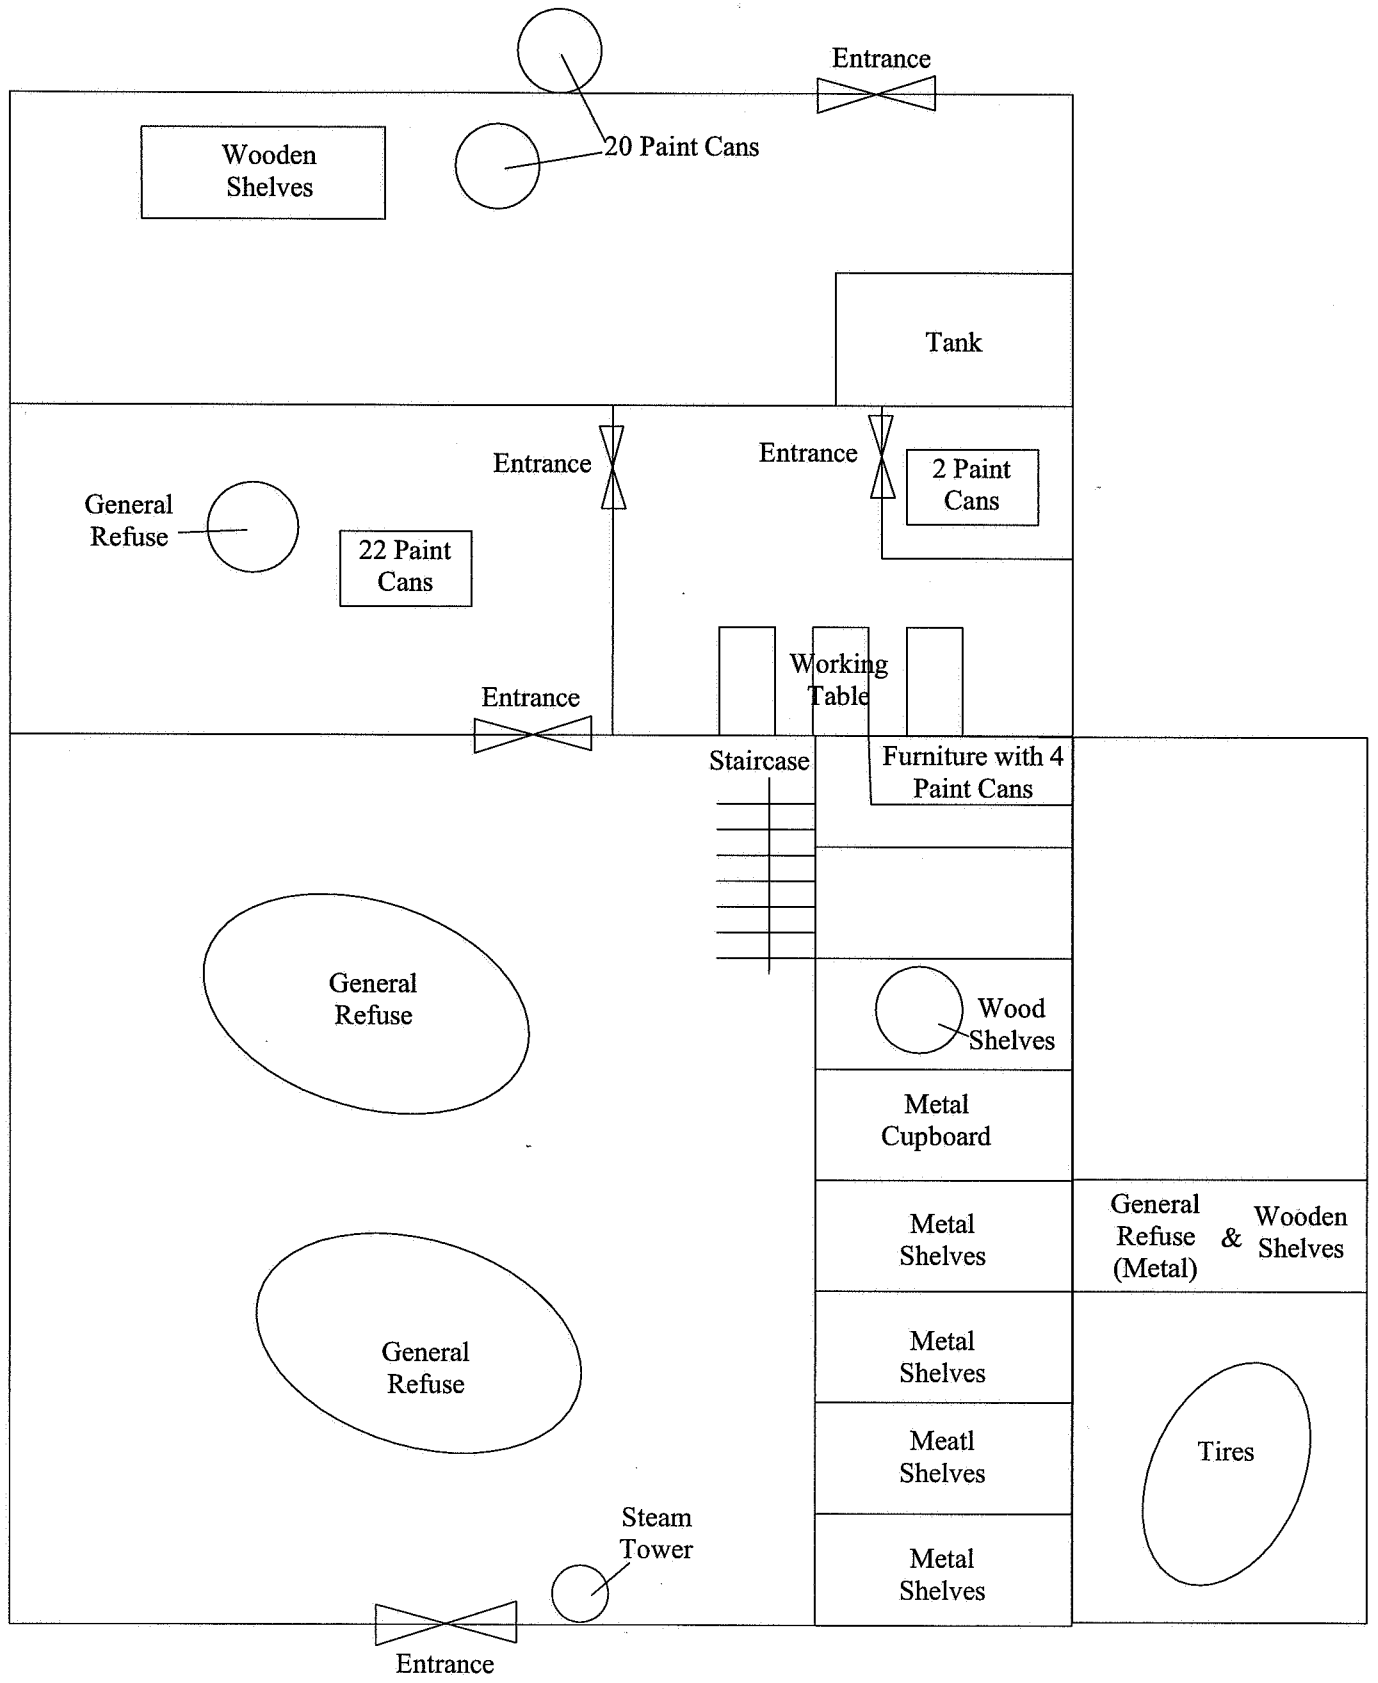 Entrance
20 Paint Cans
Wooden
Shelves
Tank
Entrance
Entrance
2 Paint
Cans
General
Refuse
22 Paint
Cans
Working
Table
Entrance
Staircase
Furniture with 4
Paint Cans
General
Refuse
Wood
Shelves
Metal
Cupboard
Metal
Shelves
General
Refuse
(Metal)
&
Wooden
Shelves
General
Refuse
Metal
Shelves
Meatl
Shelves
Tires
Steam
Tower
Metal
Shelves
Entrance